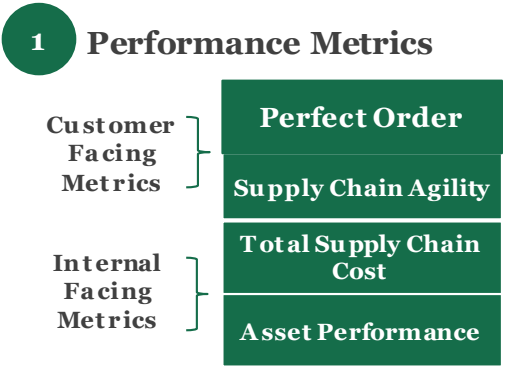 1
Performance Metrics
Customer
Facing
Metrics
Perfect Order
Supply Chain Agility
Internal
Facing
Metrics
Total Supply Chain
Cost
Asset Performance